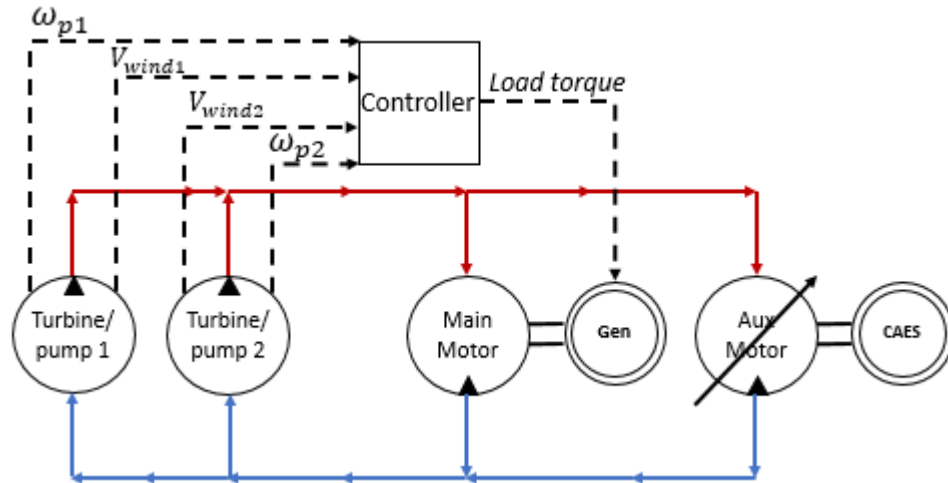 ω_p1
V_wind1
V_wind2
ω_p2
Controller
Load torque
Turbine/
pump 1
Turbine/
pump 2
Main
Motor
Gen
Aux
Motor
CAES